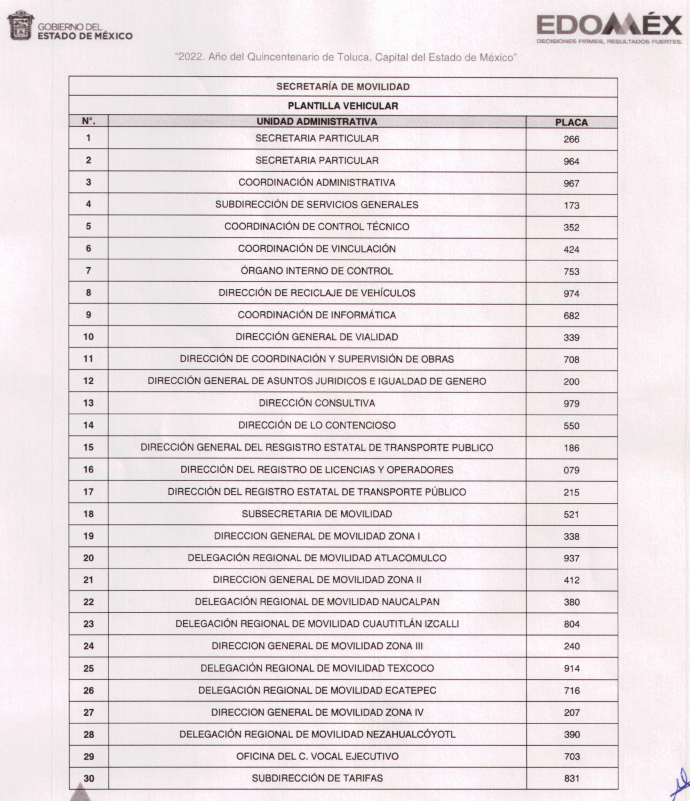 GOBIERNO DEL
ESTADO DE MÉXICO
EDOMÉX
DECISIONES FIRMES, RESULTADOS FUERTES.
"2022. Año del Quincentenario de Toluca, Capital del Estado de México"
SECRETARÍA DE MOVILIDAD
PLANTILLA VEHICULAR
N°. UNIDAD ADMINISTRATIVA PLACA
1 SECRETARIA PARTICULAR 266
2 SECRETARIA PARTICULAR 964
3 COORDINACIÓN ADMINISTRATIVA 967
4 SUBDIRECCIÓN DE SERVICIOS GENERALES 173
5 COORDINACIÓN DE CONTROL TÉCNICO 352
6 COORDINACIÓN DE VINCULACIÓN 424
7 ÓRGANO INTERNO DE CONTROL 753
8 DIRECCIÓN DE RECICLAJE DE VEHÍCULOS 974
9 COORDINACIÓN DE INFORMÁTICA 682
10 DIRECCIÓN GENERAL DE VIALIDAD 339
11 DIRECCIÓN DE COORDINACIÓN Y SUPERVISIÓN DE OBRAS 708
12 DIRECCIÓN GENERAL DE ASUNTOS JURIDICOS E IGUALDAD DE GENERO 200
13 DIRECCIÓN CONSULTIVA 979
14 DIRECCIÓN DE LO CONTENCIOSO 550
15 DIRECCIÓN GENERAL DEL RESGISTRO ESTATAL DE TRANSPORTE PUBLICO 186
16 DIRECCIÓN DEL REGISTRO DE LICENCIAS Y OPERADORES 079
17 DIRECCIÓN DEL REGISTRO ESTATAL DE TRANSPORTE PÚBLICO 215
18 SUBSECRETARIA DE MOVILIDAD 521
19 DIRECCION GENERAL DE MOVILIDAD ZONA I 338
20 DELEGACIÓN REGIONAL DE MOVILIDAD ATLACOMULCO 937
21 DIRECCION GENERAL DE MOVILIDAD ZONA II 412
22 DELEGACIÓN REGIONAL DE MOVILIDAD NAUCALPAN 380
23 DELEGACIÓN REGIONAL DE MOVILIDAD CUAUTITLÁN IZCALLI 804
24 DIRECCION GENERAL DE MOVILIDAD ZONA III 240
25 DELEGACIÓN REGIONAL DE MOVILIDAD TEXCOCO 914
26 DELEGACIÓN REGIONAL DE MOVILIDAD ECATEPEC 716
27 DIRECCION GENERAL DE MOVILIDAD ZONA IV 207
28 DELEGACIÓN REGIONAL DE MOVILIDAD NEZAHUALCÓYOTL 390
29 OFICINA DEL C. VOCAL EJECUTIVO 703
30 SUBDIRECCIÓN DE TARIFAS 831